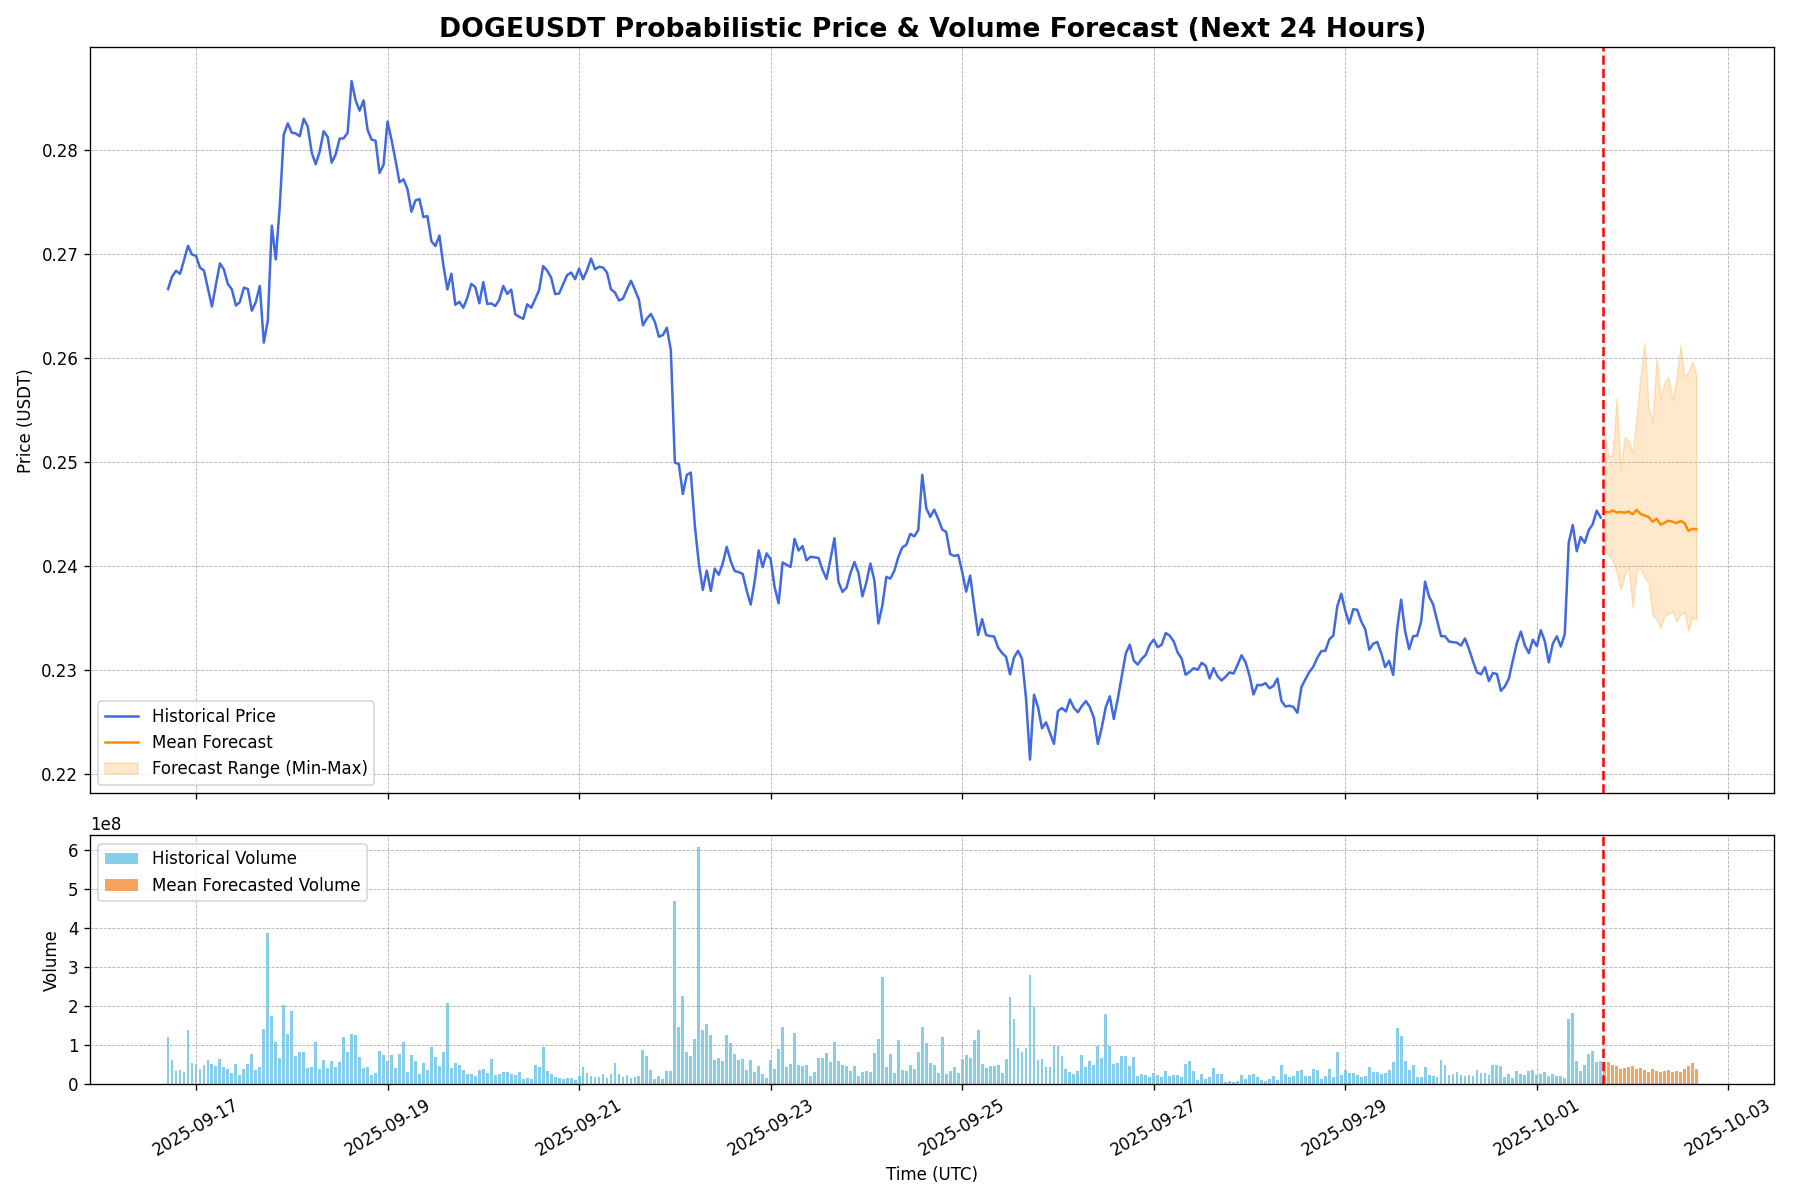 DOGEUSDT Probabilistic Price & Volume Forecast (Next 24 Hours)
Price (USDT)
0.28
0.27
0.26
0.25
0.24
0.23
0.22
Historical Price
Mean Forecast
Forecast Range (Min-Max)
1e8
Volume
6
5
4
3
2
1
0
Historical Volume
Mean Forecasted Volume
2025-09-17
2025-09-19
2025-09-21
2025-09-23
2025-09-25
2025-09-27
2025-09-29
2025-10-01
2025-10-03
Time (UTC)